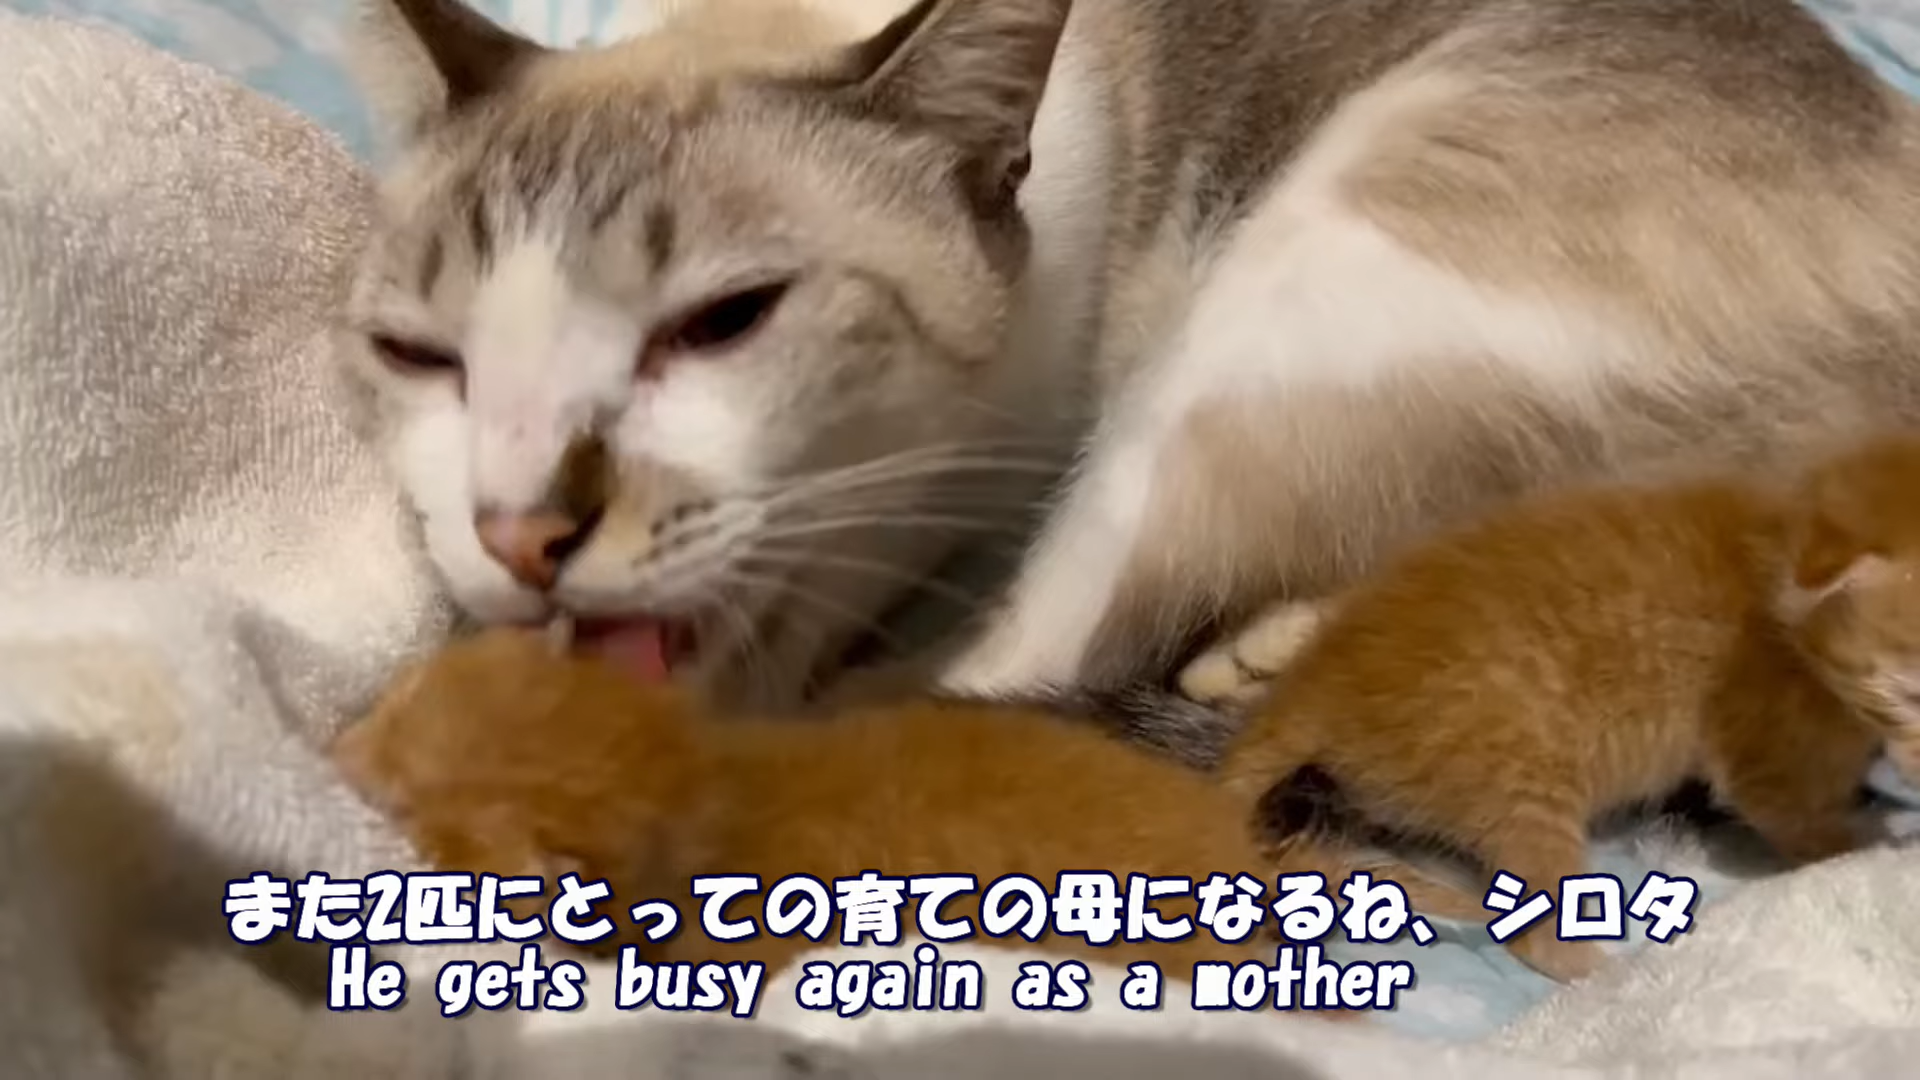 また2匹にとっての育ての母になるね、シロタ
He gets busy again as a mother